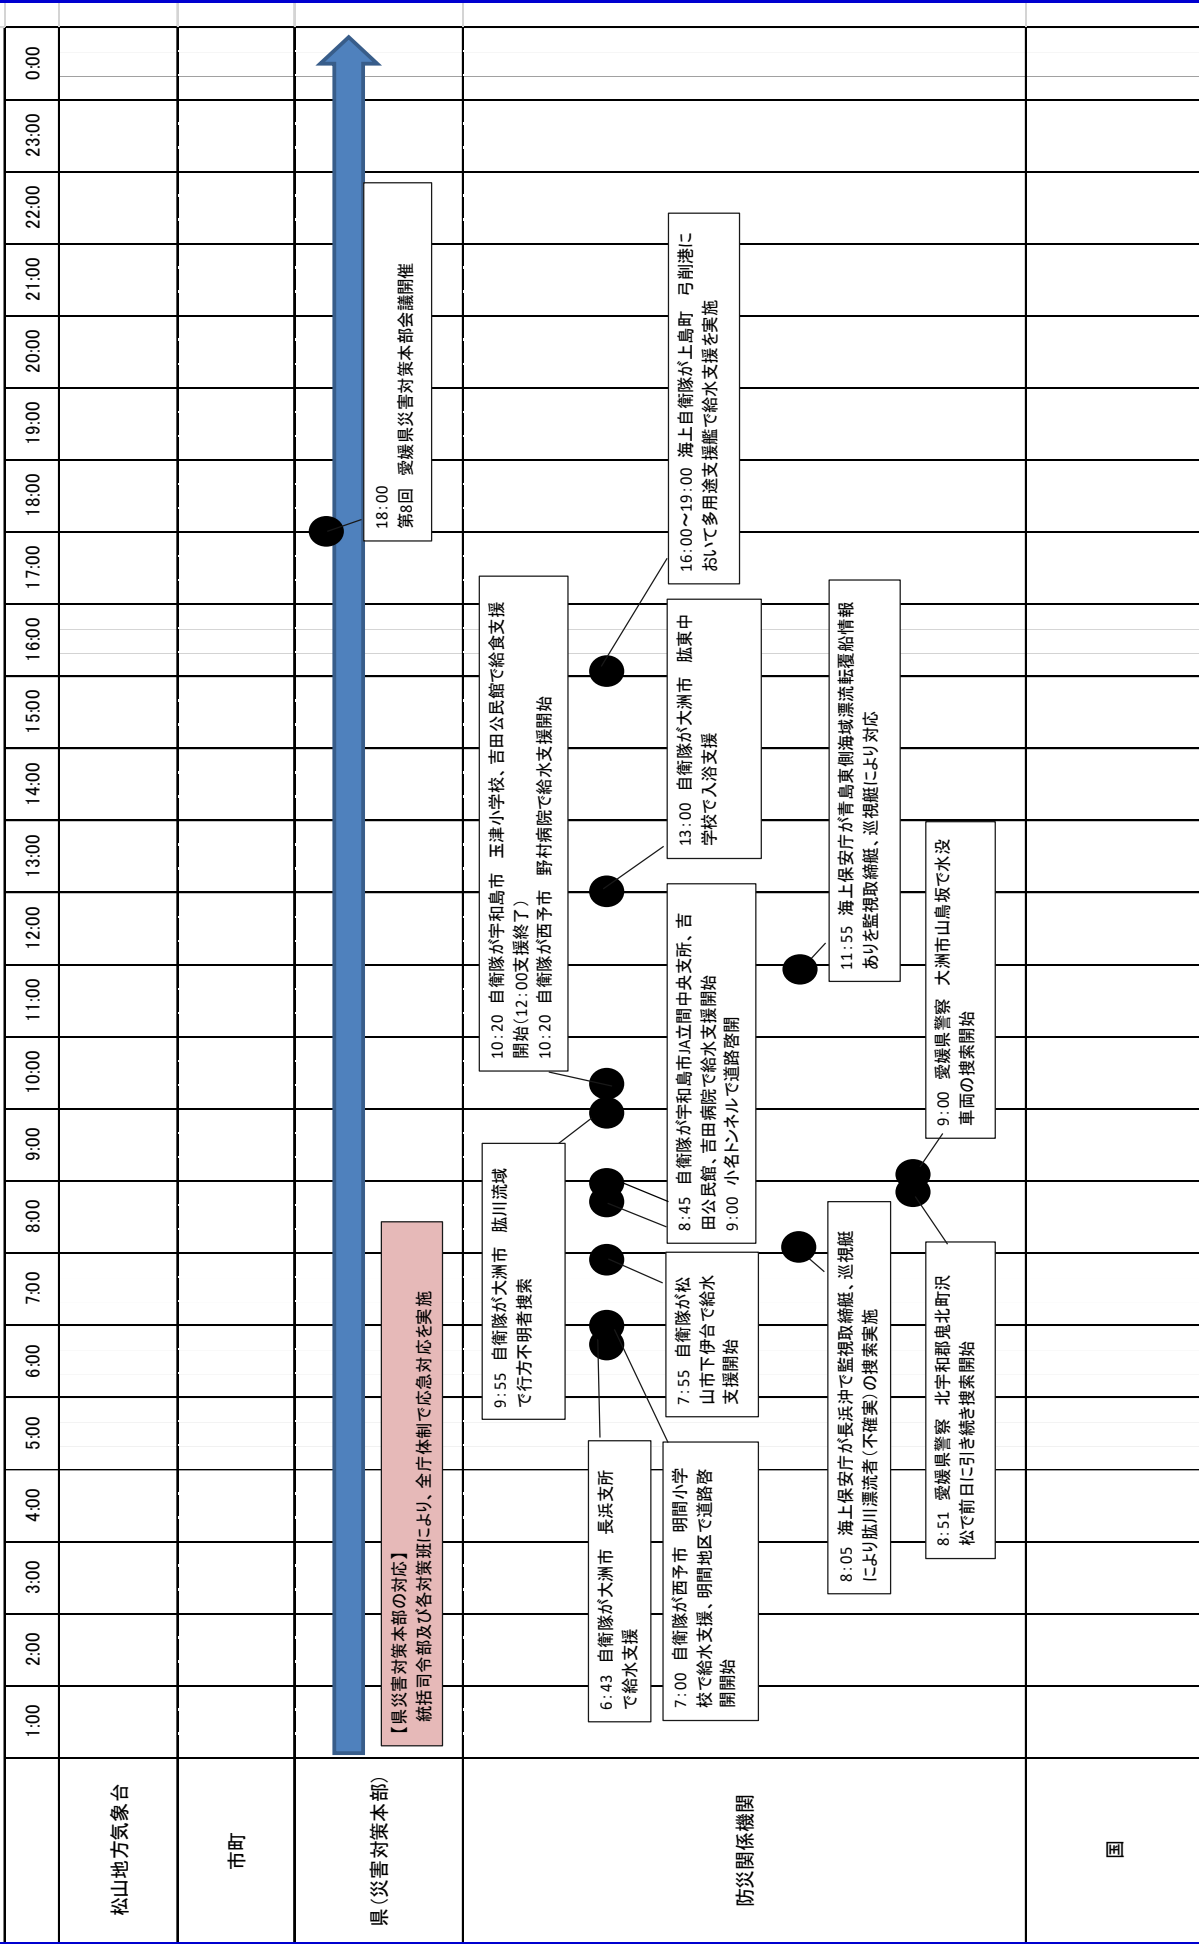 1:00
2:00
3:00
4:00
5:00
6:00
7:00
8:00
9:00
10:00
11:00
12:00
13:00
14:00
15:00
16:00
17:00
18:00
19:00
20:00
21:00
22:00
23:00
0:00
松山地方気象台
市町
県（災害対策本部）
18:00
第8回　愛媛県災害対策本部会議開催
【県災害対策本部の対応】
統括司令部及び各対策班により、全庁体制で応急対応を実施
防災関係機関
10:20 自衛隊が宇和島市　玉津小学校、吉田公民館で給食支援
開始（12：00支援終了）
10:20 自衛隊が西予市　野村病院で給水支援開始
9:55 自衛隊が大洲市　肱川流域
で行方不明者捜索
6:43 自衛隊が大洲市　長浜支所
で給水支援
7:00 自衛隊が西予市　明間小学
校で給水支援、明間地区で道路啓
開開始
7:55 自衛隊が松
山市下伊台で給水
支援開始
8:45 自衛隊が宇和島市JA立間中央支所、吉
田公民館、吉田病院で給水支援開始
9:00 小名トンネルで道路啓開
13:00 自衛隊が大洲市　肱東中
学校で入浴支援
16:00～19:00 海上自衛隊が上島町　弓削港に
おいて多用途支援艦で給水支援を実施
8:05 海上保安庁が長浜沖で監視取締艇、巡視艇
により肱川漂流者（不確実）の捜索実施
11:55 海上保安庁が青島東側海域漂流転覆船情報
ありを監視取締艇、巡視艇により対応
8:51 愛媛県警察　北宇和郡鬼北町沢
松で前日に引き続き捜索開始
9:00 愛媛県警察　大洲市山鳥坂で水没
車両の捜索開始
国